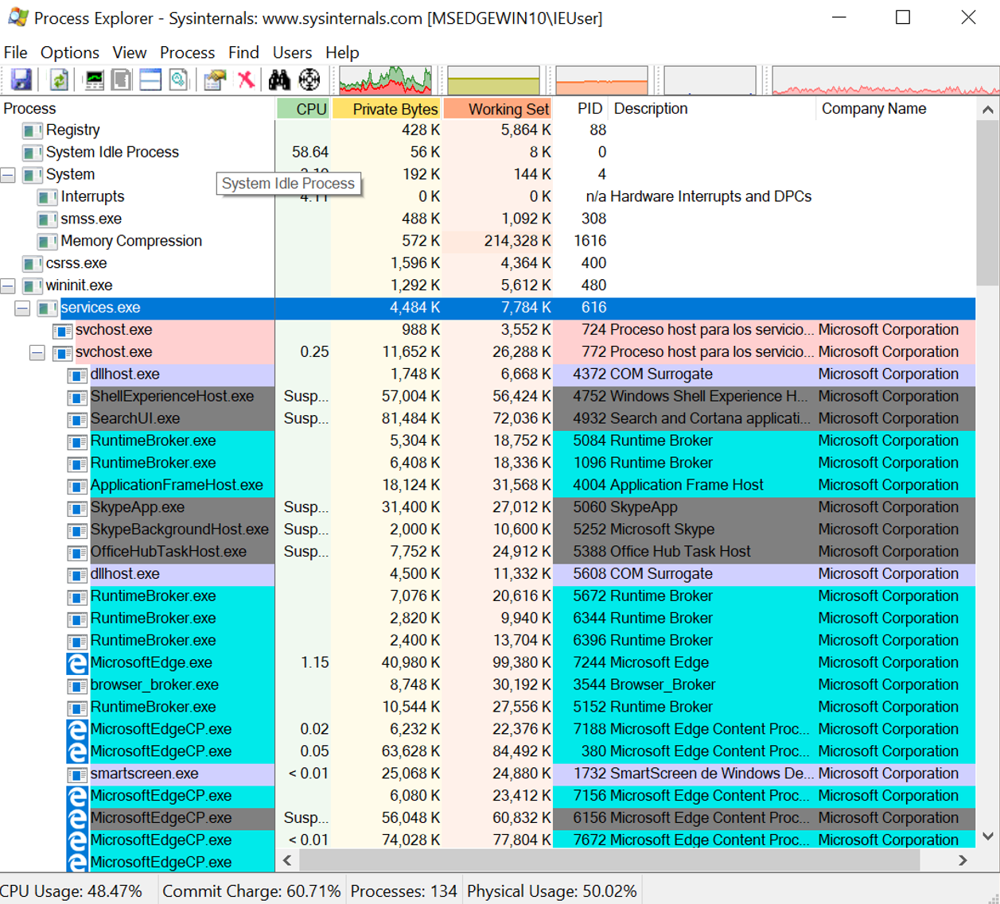 Process Explorer - Sysinternals: www.sysinternals.com [MSEDGEWIN10\IEUser]
File Options View Process Find Users Help
Process CPU Private Bytes Working Set PID Description Company Name
Registry 428 K 5,864 K 88
System Idle Process 58.64 56 K 8 K 0
System 192 K 144 K 4
System Idle Process
Interrupts 4.11 0 K 0 K n/a Hardware Interrupts and DPCs
smss.exe 488 K 1,092 K 308
Memory Compression 572 K 214,328 K 1616
csrss.exe 1,596 K 4,364 K 400
wininit.exe 1,292 K 5,612 K 480
services.exe 4,484 K 7,784 K 616
svchost.exe 988 K 3,552 K 724 Proceso host para los servicio... Microsoft Corporation
svchost.exe 0.25 11,652 K 26,288 K 772 Proceso host para los servicio... Microsoft Corporation
dllhost.exe 1,748 K 6,668 K 4372 COM Surrogate Microsoft Corporation
ShellExperienceHost.exe Susp... 57,004 K 56,424 K 4752 Windows Shell Experience H... Microsoft Corporation
SearchUI.exe Susp... 81,484 K 72,036 K 4932 Search and Cortana applicati... Microsoft Corporation
RuntimeBroker.exe 5,304 K 18,752 K 5084 Runtime Broker Microsoft Corporation
RuntimeBroker.exe 6,408 K 18,336 K 1096 Runtime Broker Microsoft Corporation
ApplicationFrameHost.exe 18,124 K 31,568 K 4004 Application Frame Host Microsoft Corporation
SkypeApp.exe Susp... 31,400 K 27,012 K 5060 SkypeApp Microsoft Corporation
SkypeBackgroundHost.exe Susp... 2,000 K 10,600 K 5252 Microsoft Skype Microsoft Corporation
OfficeHubTaskHost.exe Susp... 7,752 K 24,912 K 5388 Office Hub Task Host Microsoft Corporation
dllhost.exe 4,500 K 11,332 K 5608 COM Surrogate Microsoft Corporation
RuntimeBroker.exe 7,076 K 20,616 K 5672 Runtime Broker Microsoft Corporation
RuntimeBroker.exe 2,820 K 9,940 K 6344 Runtime Broker Microsoft Corporation
RuntimeBroker.exe 2,400 K 13,704 K 6396 Runtime Broker Microsoft Corporation
MicrosoftEdge.exe 1.15 40,980 K 99,380 K 7244 Microsoft Edge Microsoft Corporation
browser_broker.exe 8,748 K 30,192 K 3544 Browser_Broker Microsoft Corporation
RuntimeBroker.exe 10,544 K 27,556 K 5152 Runtime Broker Microsoft Corporation
MicrosoftEdgeCP.exe 0.02 6,232 K 22,376 K 7188 Microsoft Edge Content Proc... Microsoft Corporation
MicrosoftEdgeCP.exe 0.05 63,628 K 84,492 K 380 Microsoft Edge Content Proc... Microsoft Corporation
smartscreen.exe < 0.01 25,068 K 24,880 K 1732 SmartScreen de Windows De... Microsoft Corporation
MicrosoftEdgeCP.exe 6,080 K 23,412 K 7156 Microsoft Edge Content Proc... Microsoft Corporation
MicrosoftEdgeCP.exe Susp... 56,048 K 60,832 K 6156 Microsoft Edge Content Proc... Microsoft Corporation
MicrosoftEdgeCP.exe < 0.01 74,028 K 77,804 K 7672 Microsoft Edge Content Proc... Microsoft Corporation
MicrosoftEdgeCP.exe
CPU Usage: 48.47% Commit Charge: 60.71% Processes: 134 Physical Usage: 50.02%